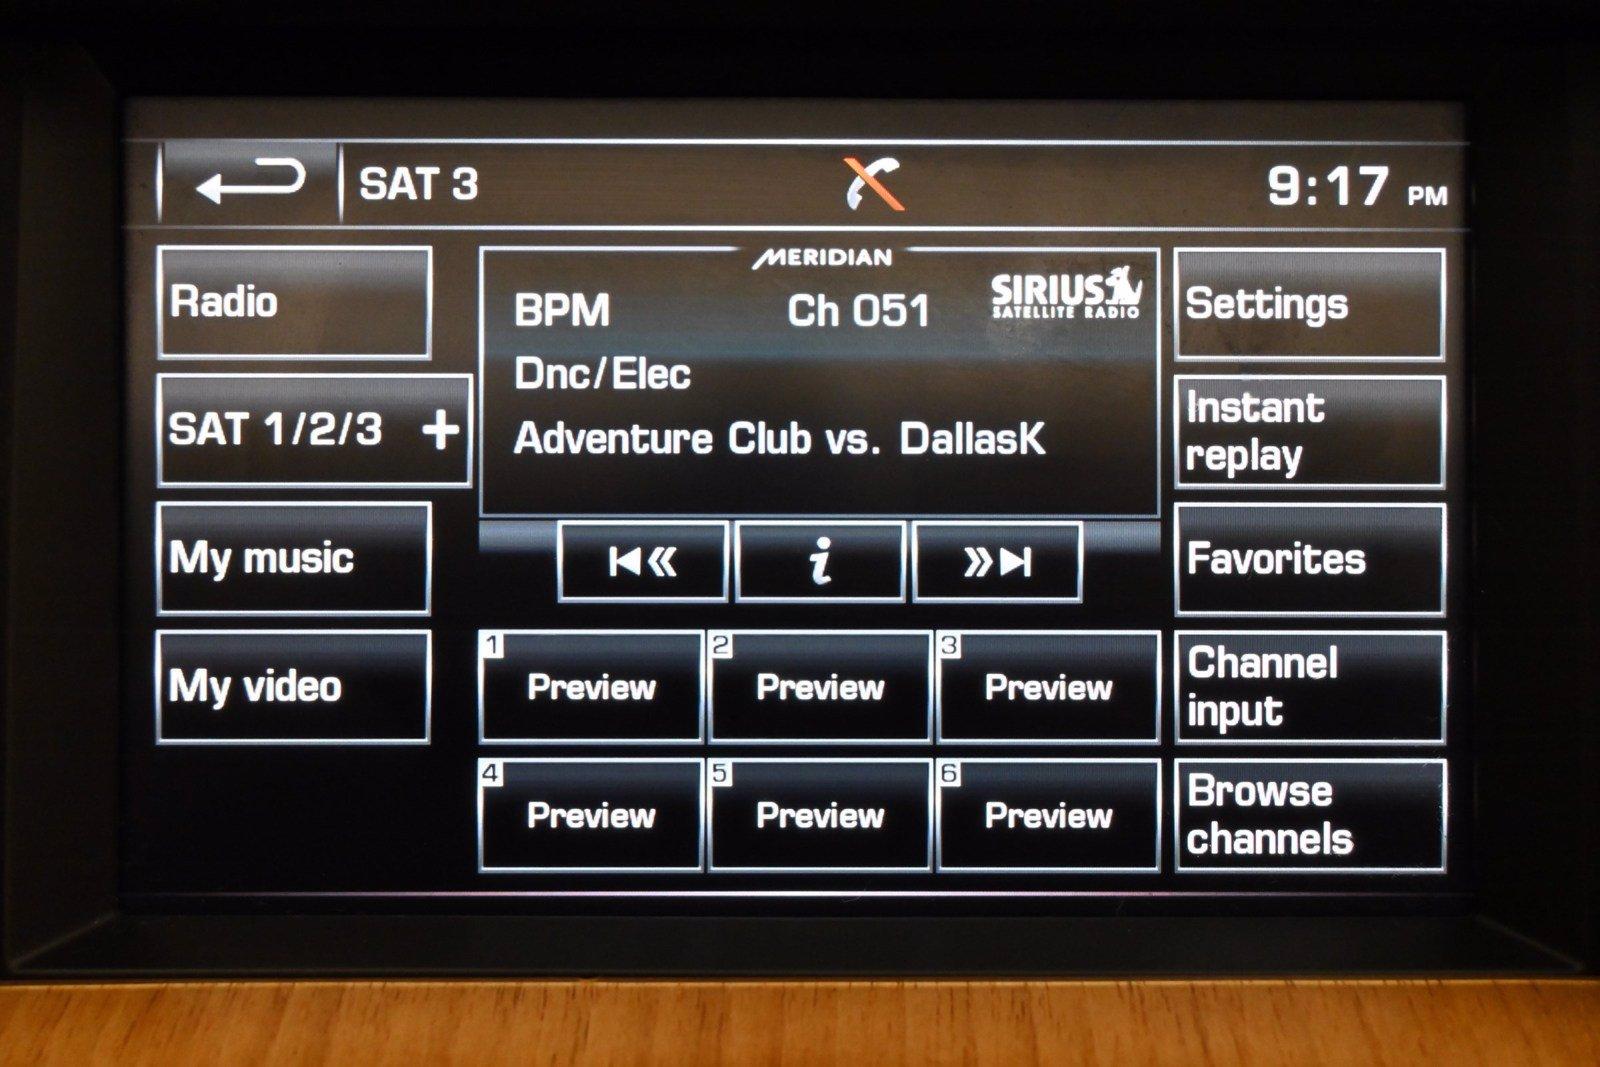 SAT 3
9:17 PM
Radio
SAT 1/2/3 +
My music
My video
MERIDIAN
BPM Ch 051
SIRIUS
SATELLITE RADIO
Dnc/Elec
Adventure Club vs. DallasK
i
1 Preview
2 Preview
3 Preview
4 Preview
5 Preview
6 Preview
Settings
Instant
replay
Favorites
Channel
input
Browse
channels